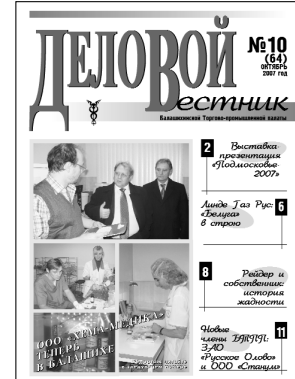 ДЕЛОВОЙ
Вестник
Балашихинской Торгово-промышленной палаты
№10
(64)
ОКТЯБРЬ
2007 год
2
Выставка
презентация
«Подмосковье-
2007»
Линде Газ Рус:
«Белуга»
в строю
6
8
Рейдер и
собственник:
история
жадности
Новые
члены БТПП:
ЗАО
«Русское Олово»
и ООО «Станум»
11
ООО «ХЕМА-МЕДИКА»
ТЕПЕРЬ
В БАЛАШИХЕ